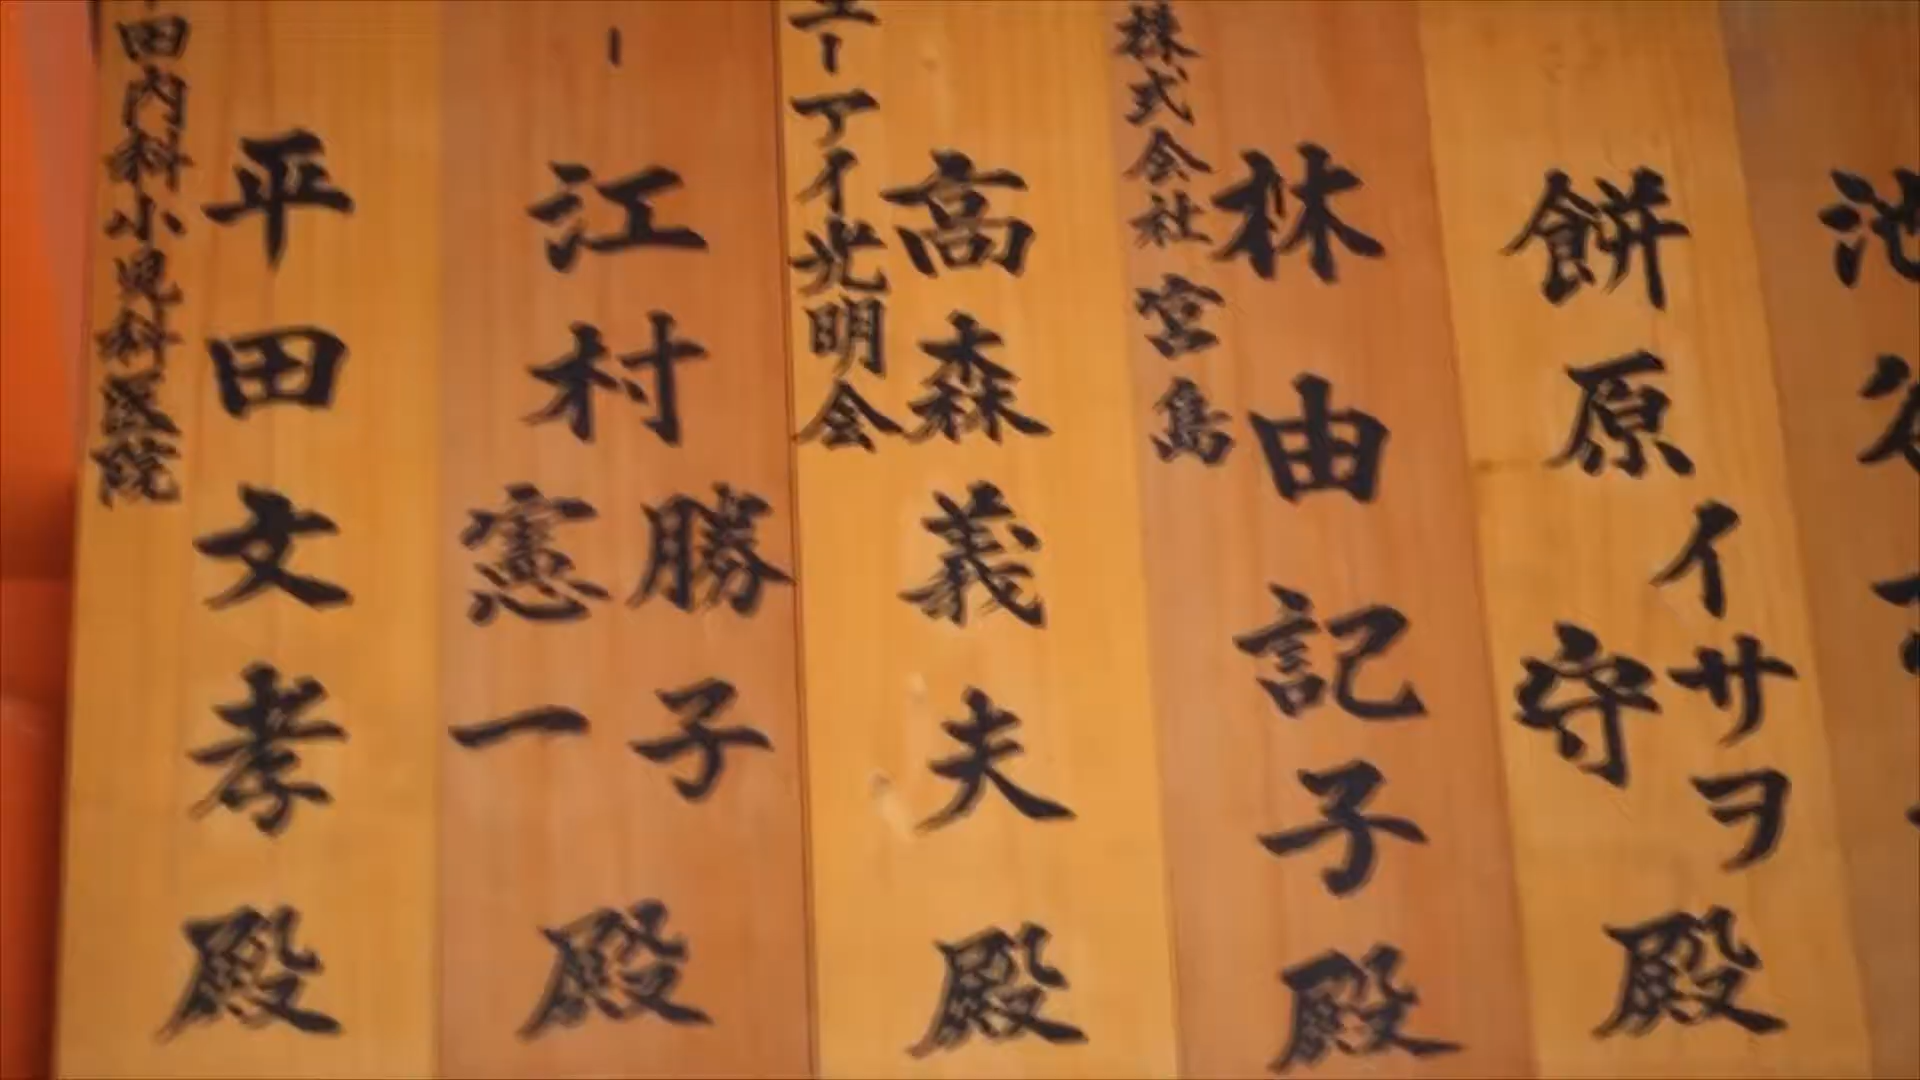 池
餅原 イサヲ 守 殿
林由記子殿
株式会社 宮島
高森義夫殿
ユーアイ光明会
江村 勝子 憲一 殿
平田文孝殿
田内科小児科医院